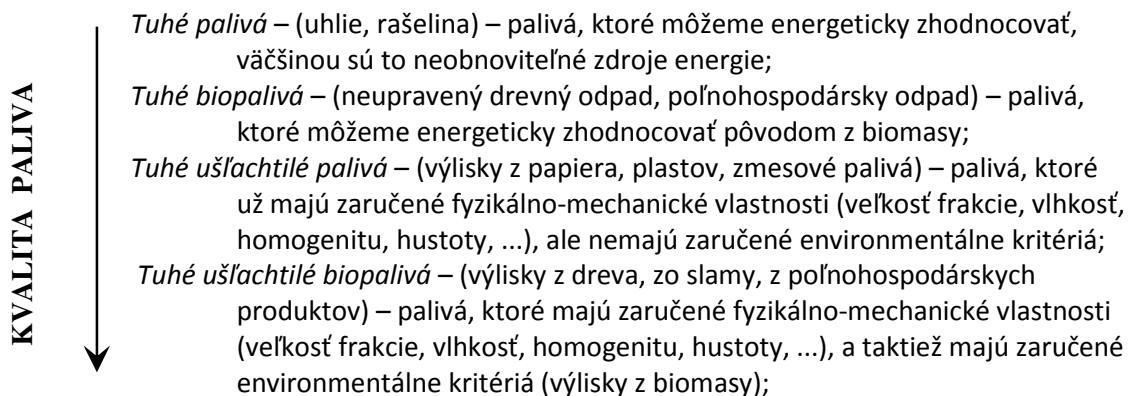 KVALITA PALIVA
Tuhé palivá – (uhlie, rašelina) – palivá, ktoré môžeme energeticky zhodnocovať,
väčšinou sú to neobnoviteľné zdroje energie;
Tuhé biopalivá – (neupravený drevný odpad, poľnohospodársky odpad) – palivá,
ktoré môžeme energeticky zhodnocovať pôvodom z biomasy;
Tuhé ušľachtilé palivá – (výlisky z papiera, plastov, zmesové palivá) – palivá, ktoré
už majú zaručené fyzikálno-mechanické vlastnosti (veľkosť frakcie, vlhkosť,
homogenitu, hustoty, ...), ale nemajú zaručené environmentálne kritériá;
Tuhé ušľachtilé biopalivá – (výlisky z dreva, zo slamy, z poľnohospodárskych
produktov) – palivá, ktoré majú zaručené fyzikálno-mechanické vlastnosti
(veľkosť frakcie, vlhkosť, homogenitu, hustoty, ...), a taktiež majú zaručené
environmentálne kritériá (výlisky z biomasy);